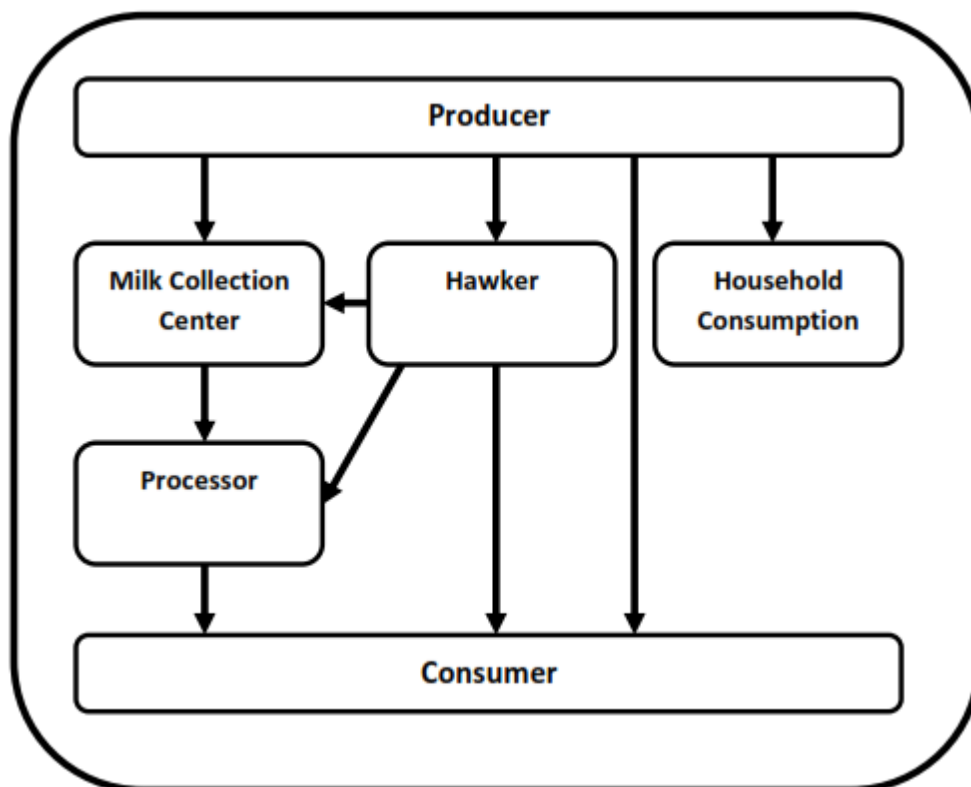 Producer
Milk Collection
Center
Hawker
Household
Consumption
Processor
Consumer